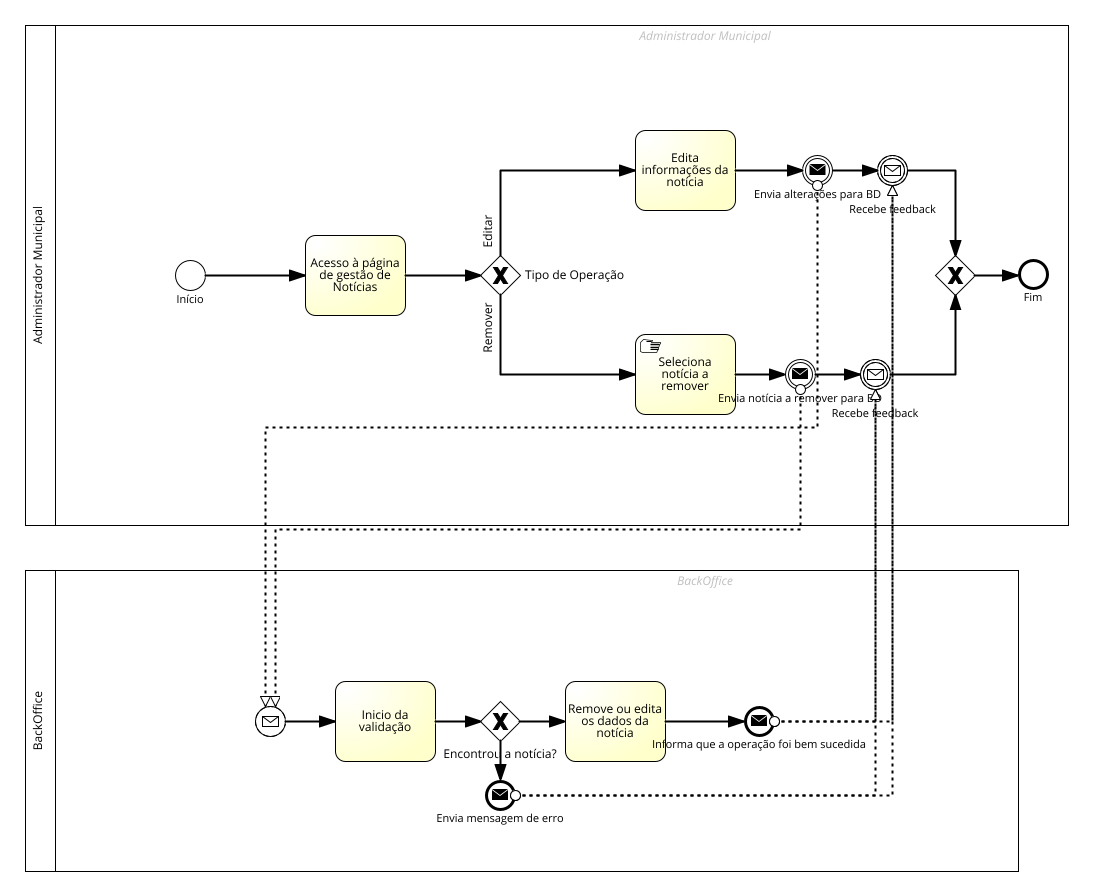 Administrador Municipal
Administrador Municipal
Edita
informações da
notícia
Envia alterações para BD
Recebe feedback
Editar
Acesso à página
de gestão de
Notícias
Tipo de Operação
Início
Fim
Remover
Seleciona
notícia a
remover
Envia notícia a remover para BD
Recebe feedback
BackOffice
BackOffice
Inicio da
validação
Encontrou a notícia?
Remove ou edita
os dados da
notícia
Informa que a operação foi bem sucedida
Envia mensagem de erro